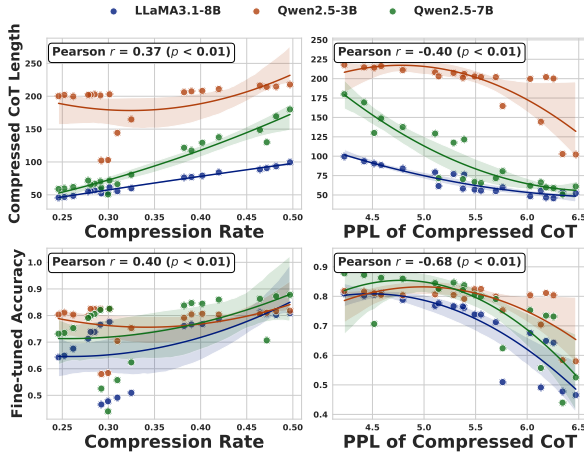 LLaMA3.1-8B Qwen2.5-3B Qwen2.5-7B
Compressed CoT Length
Pearson r = 0.37 (p < 0.01)
250
200
150
100
50
0.25 0.30 0.35 0.40 0.45 0.50
Compression Rate
Pearson r = -0.40 (p < 0.01)
250
225
200
175
150
125
100
75
50
4.5 5.0 5.5 6.0 6.5
PPL of Compressed CoT
Fine-tuned Accuracy
Pearson r = 0.40 (p < 0.01)
1.0
0.9
0.8
0.7
0.6
0.5
0.25 0.30 0.35 0.40 0.45 0.50
Compression Rate
Pearson r = -0.68 (p < 0.01)
0.9
0.8
0.7
0.6
0.5
0.4
4.5 5.0 5.5 6.0 6.5
PPL of Compressed CoT